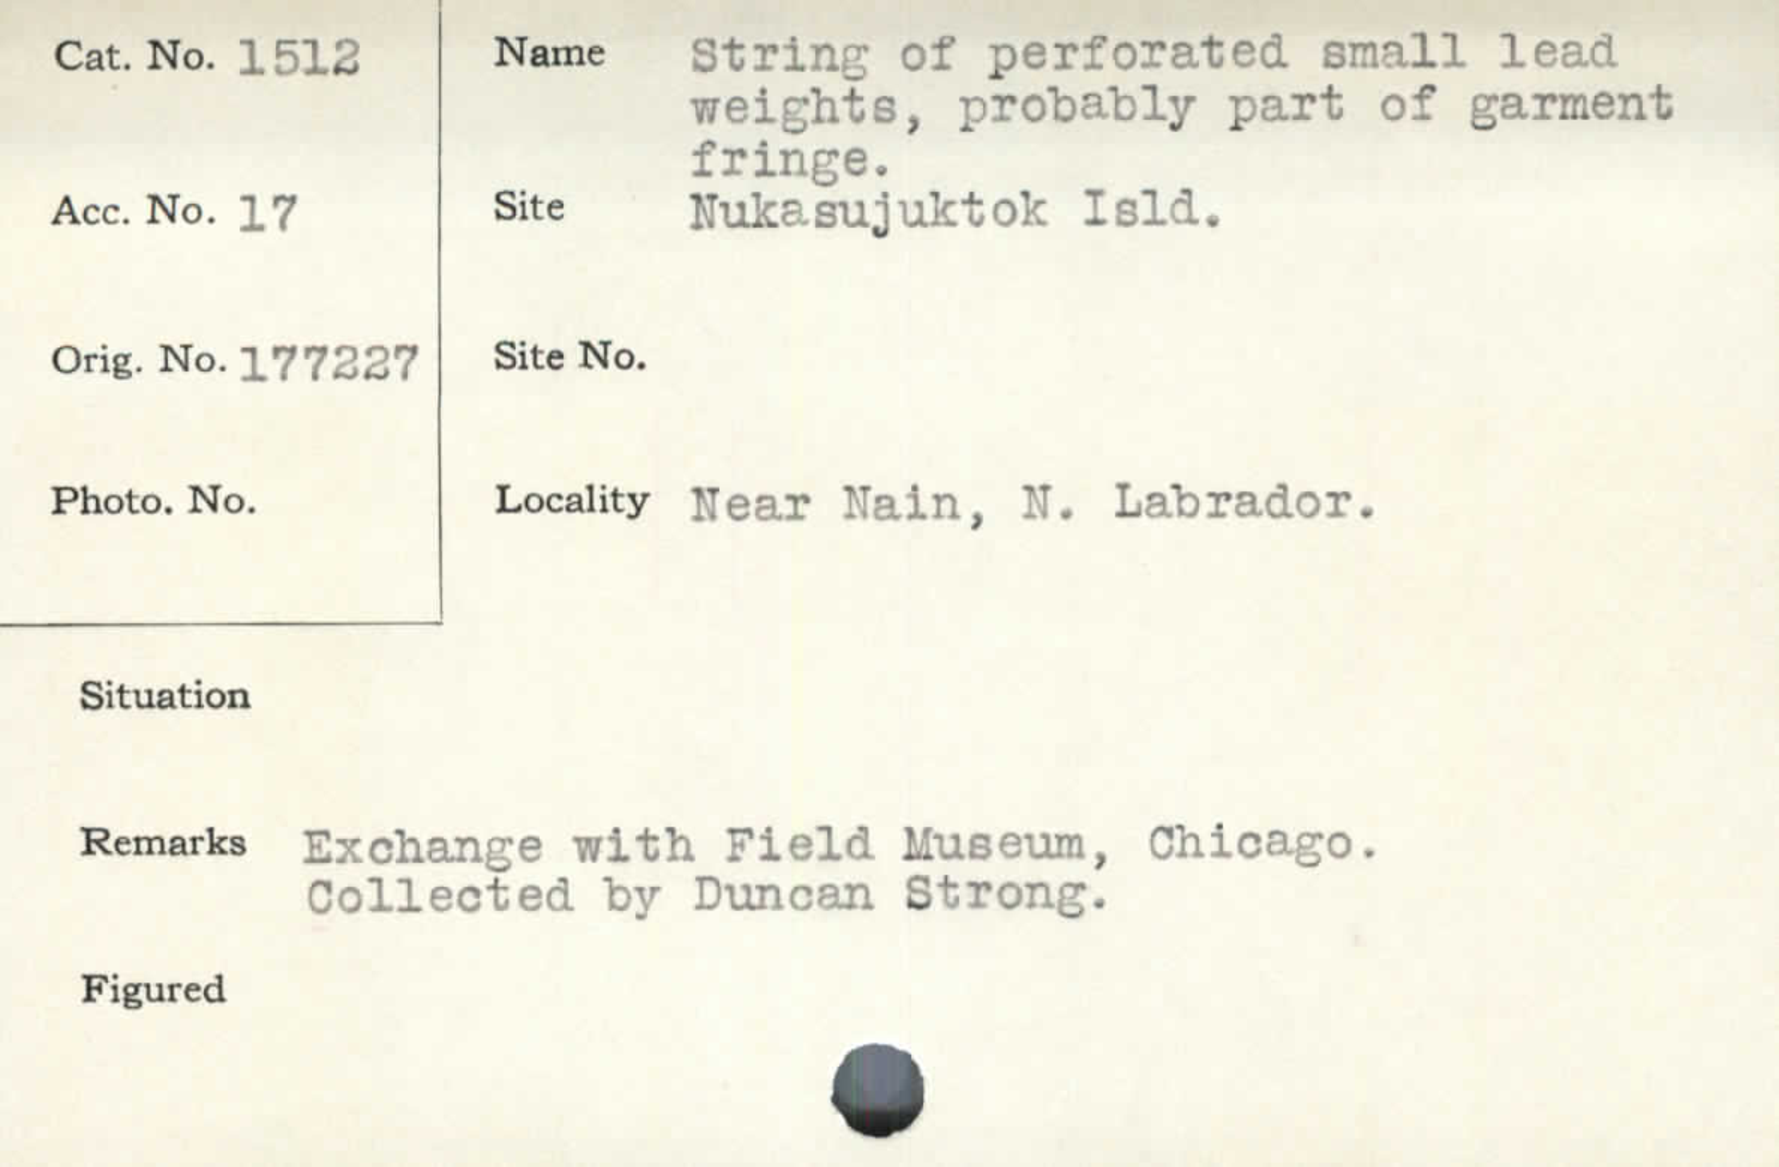 Cat. No. 1512
Name String of perforated small lead
weights, probably part of garment
fringe.
Acc. No. 17
Site Nukasujuktok Isld.
Orig. No. 177227
Site No.
Photo. No.
Locality Near Nain, N. Labrador.
Situation
Remarks Exchange with Field Museum, Chicago.
Collected by Duncan Strong.
Figured